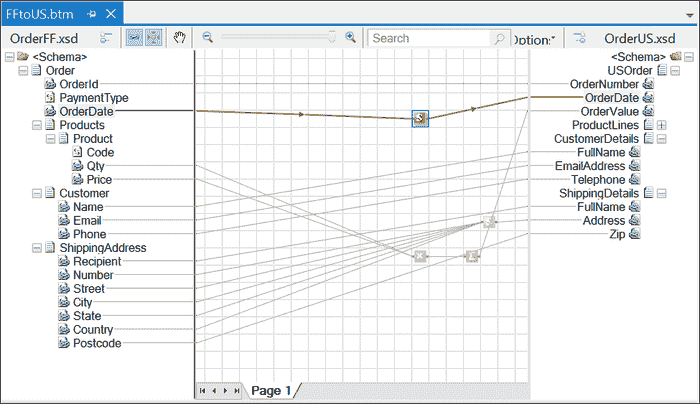 FFtoUS.btm
OrderFF.xsd
Search
Option:
OrderUS.xsd
<Schema>
Order
OrderId
PaymentType
OrderDate
Products
Product
Code
Qty
Price
Customer
Name
Email
Phone
ShippingAddress
Recipient
Number
Street
City
State
Country
Postcode
<Schema>
USOrder
OrderNumber
OrderDate
OrderValue
ProductLines
CustomerDetails
FullName
EmailAddress
Telephone
ShippingDetails
FullName
Address
Zip
Page 1